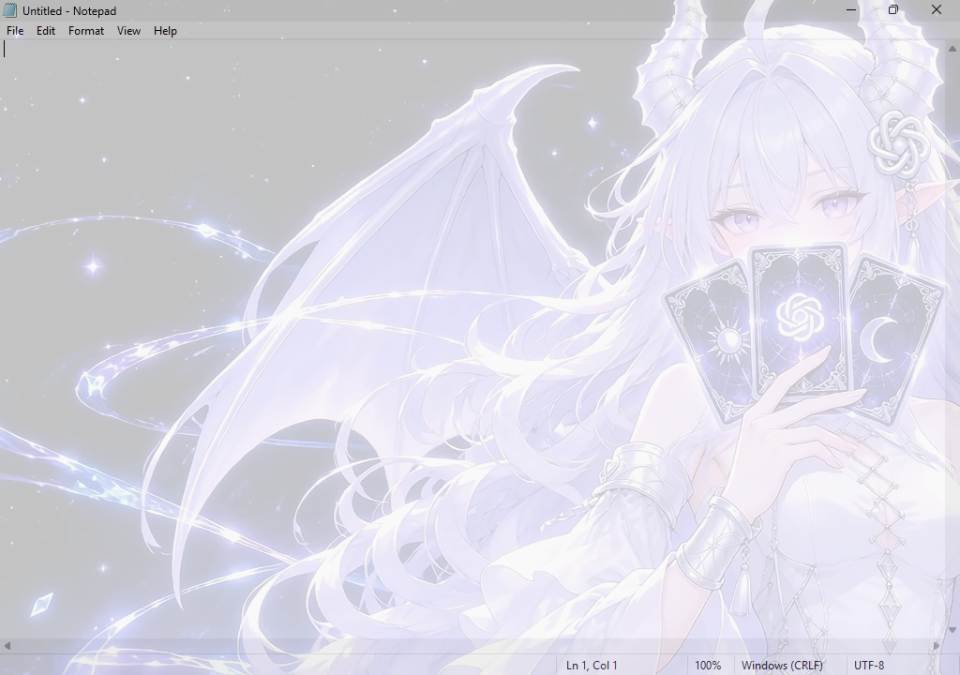 Untitled - Notepad
File Edit Format View Help
Ln 1, Col 1 100% Windows (CRLF) UTF-8